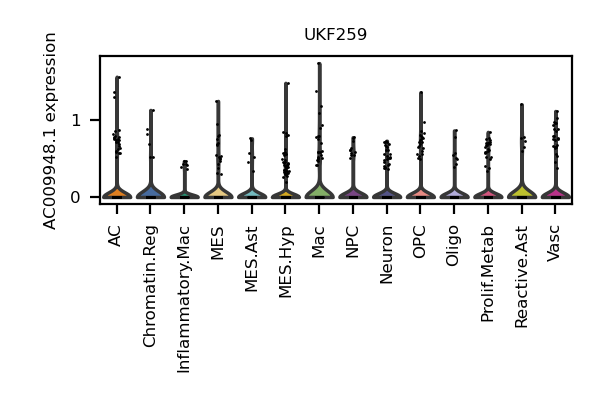 UKF259
AC009948.1 expression
1
0
AC
Chromatin.Reg
Inflammatory.Mac
MES
MES.Ast
MES.Hyp
Mac
NPC
Neuron
OPC
Oligo
Prolif.Metab
Reactive.Ast
Vasc